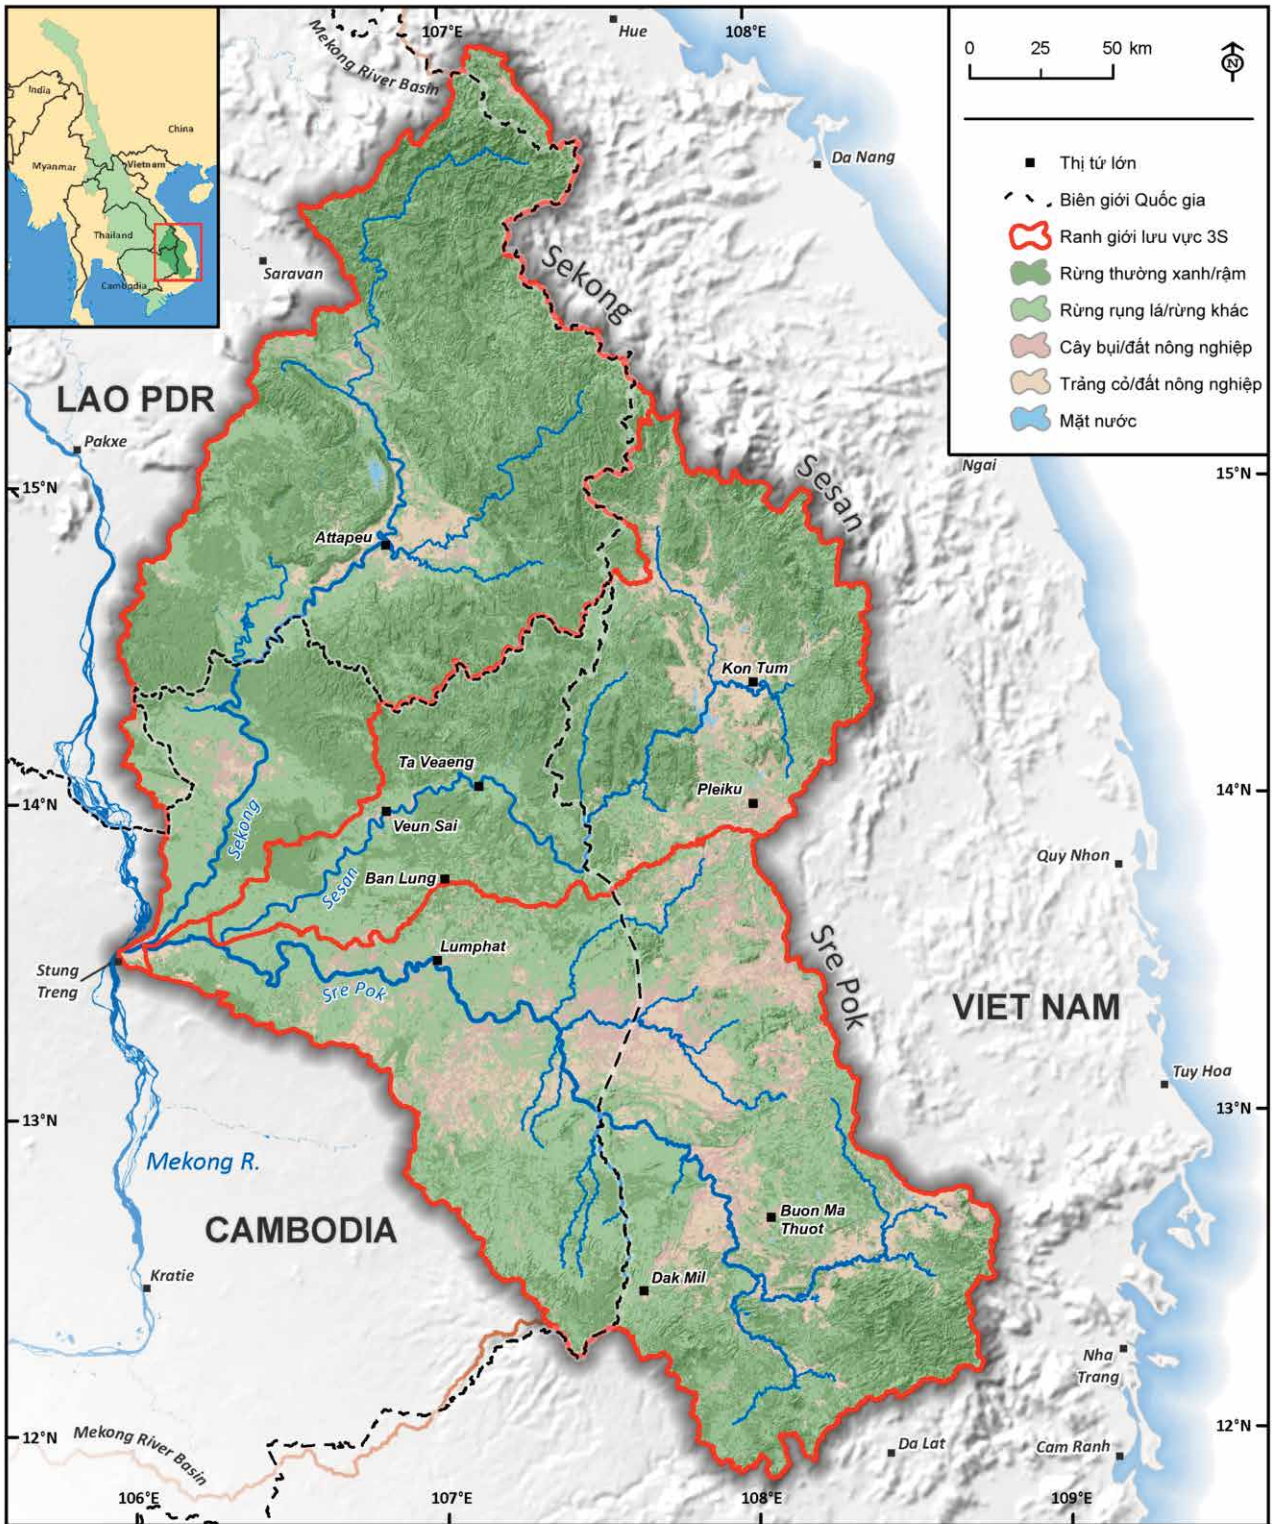 107°E
108°E
Hue
Mekong River Basin
India
China
Myanmar
Vietnam
Thailand
Cambodia
0 25 50 km
N
Thị tứ lớn
Biên giới Quốc gia
Ranh giới lưu vực 3S
Rừng thường xanh/rậm
Rừng rụng lá/rừng khác
Cây bụi/đất nông nghiệp
Trảng cỏ/đất nông nghiệp
Mặt nước
Da Nang
Saravan
Sekong
LAO PDR
Pakxe
Ngai
15°N
15°N
Sesan
Attapeu
Kon Tum
Ta Veaeng
Pleiku
14°N
14°N
Veun Sai
Sekong
Quy Nhon
Ban Lung
Sesan
Lumphat
Stung
Treng
Sre Pok
Sre Pok
VIET NAM
Tuy Hoa
13°N
13°N
Mekong R.
CAMBODIA
Buon Ma
Thuot
Kratie
Dak Mil
Nha
Trang
12°N
12°N
Mekong River Basin
Da Lat
Cam Ranh
106°E
107°E
108°E
109°E